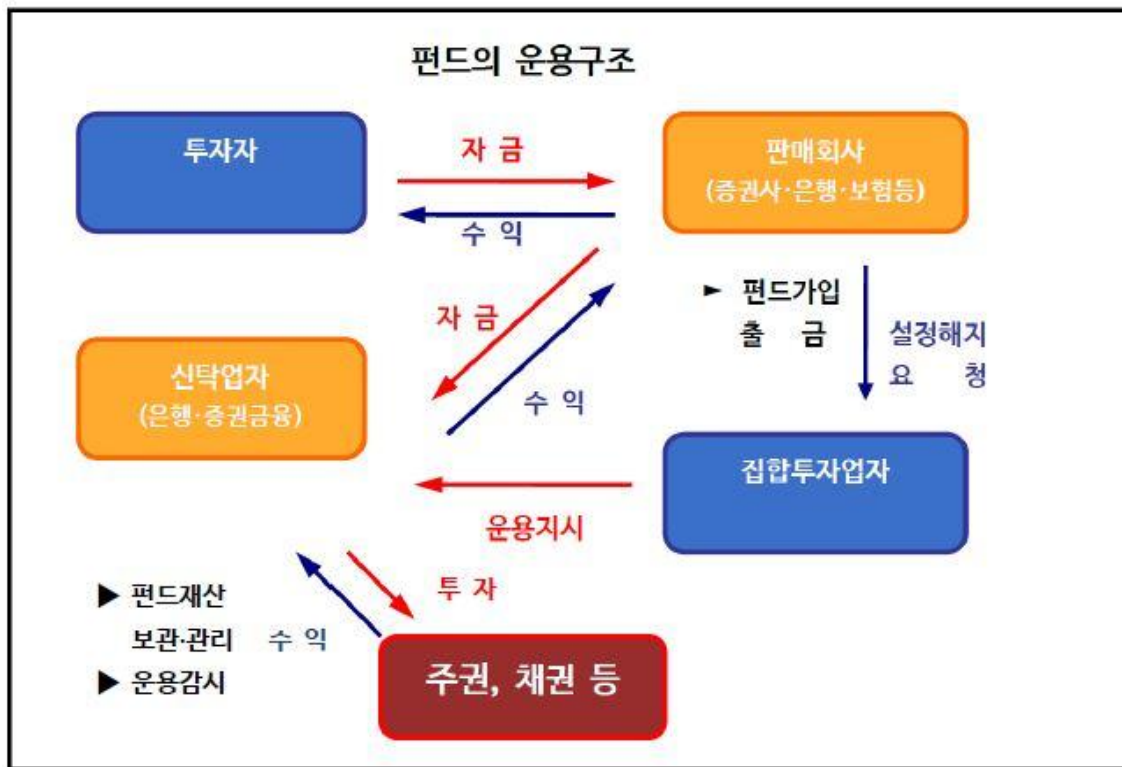 펀드의 운용구조
투자자
자 금
판매회사
(증권사·은행·보험등)
수 익
자 금
► 펀드가입
출 금
설정해지
요 청
신탁업자
(은행·증권금융)
수 익
집합투자업자
운용지시
투 자
▶ 펀드재산
보관·관리
수 익
▶ 운용감시
주권, 채권 등